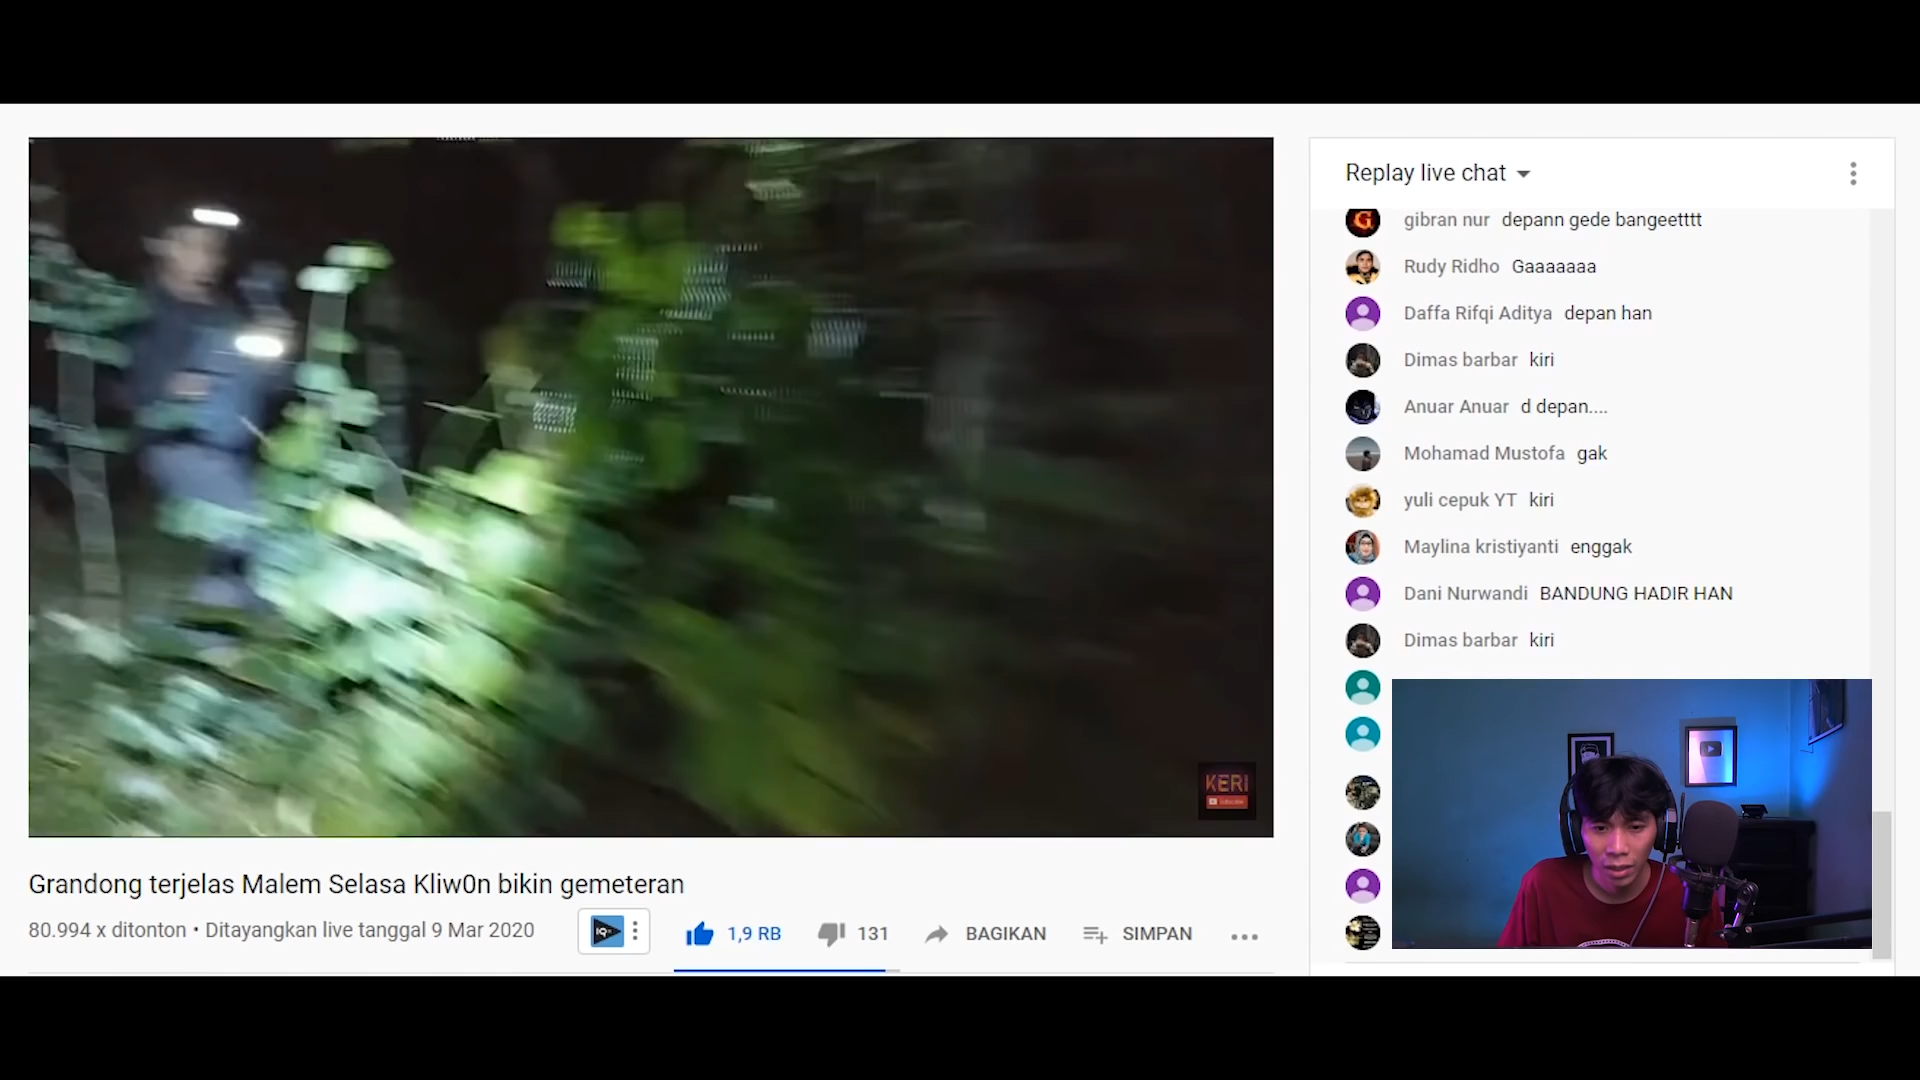 Replay live chat
gibran nur depann gede bangeetttt
Rudy Ridho Gaaaaaaa
Daffa Rifqi Aditya depan han
Dimas barbar kiri
Anuar Anuar d depan....
Mohamad Mustofa gak
yuli cepuk YT kiri
Maylina kristiyanti enggak
Dani Nurwandi BANDUNG HADIR HAN
Dimas barbar kiri
KERI
Subscribe
Grandong terjelas Malem Selasa Kliw0n bikin gemeteran
80.994 x ditonton • Ditayangkan live tanggal 9 Mar 2020
IQ
1,9 RB
131
BAGIKAN
SIMPAN